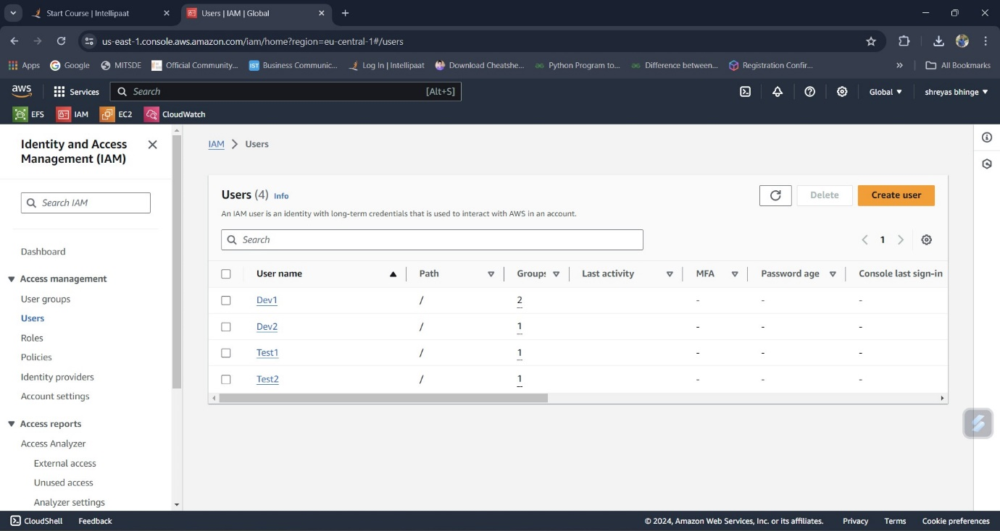 Start Course | Intellipaat
Users | IAM | Global
us-east-1.console.aws.amazon.com/iam/home?region=eu-central-1#/users
Apps Google MITSDE Official Community... Business Communic... Log In | Intellipaat Download Cheatshe... Python Program to... Difference between... Registration Confir... » All Bookmarks
aws Services Search [Alt+S] Global shreyas bhinge
EFS IAM EC2 CloudWatch
Identity and Access
Management (IAM)
Search IAM
Dashboard
Access management
User groups
Users
Roles
Policies
Identity providers
Account settings
Access reports
Access Analyzer
External access
Unused access
Analyzer settings
IAM > Users
Users (4) Info
Delete Create user
An IAM user is an identity with long-term credentials that is used to interact with AWS in an account.
Search
1
User name Path Groups Last activity MFA Password age Console last sign-in
Dev1 / 2 - - -
Dev2 / 1 - - -
Test1 / 1 - - -
Test2 / 1 - - -
CloudShell Feedback © 2024, Amazon Web Services, Inc. or its affiliates. Privacy Terms Cookie preferences